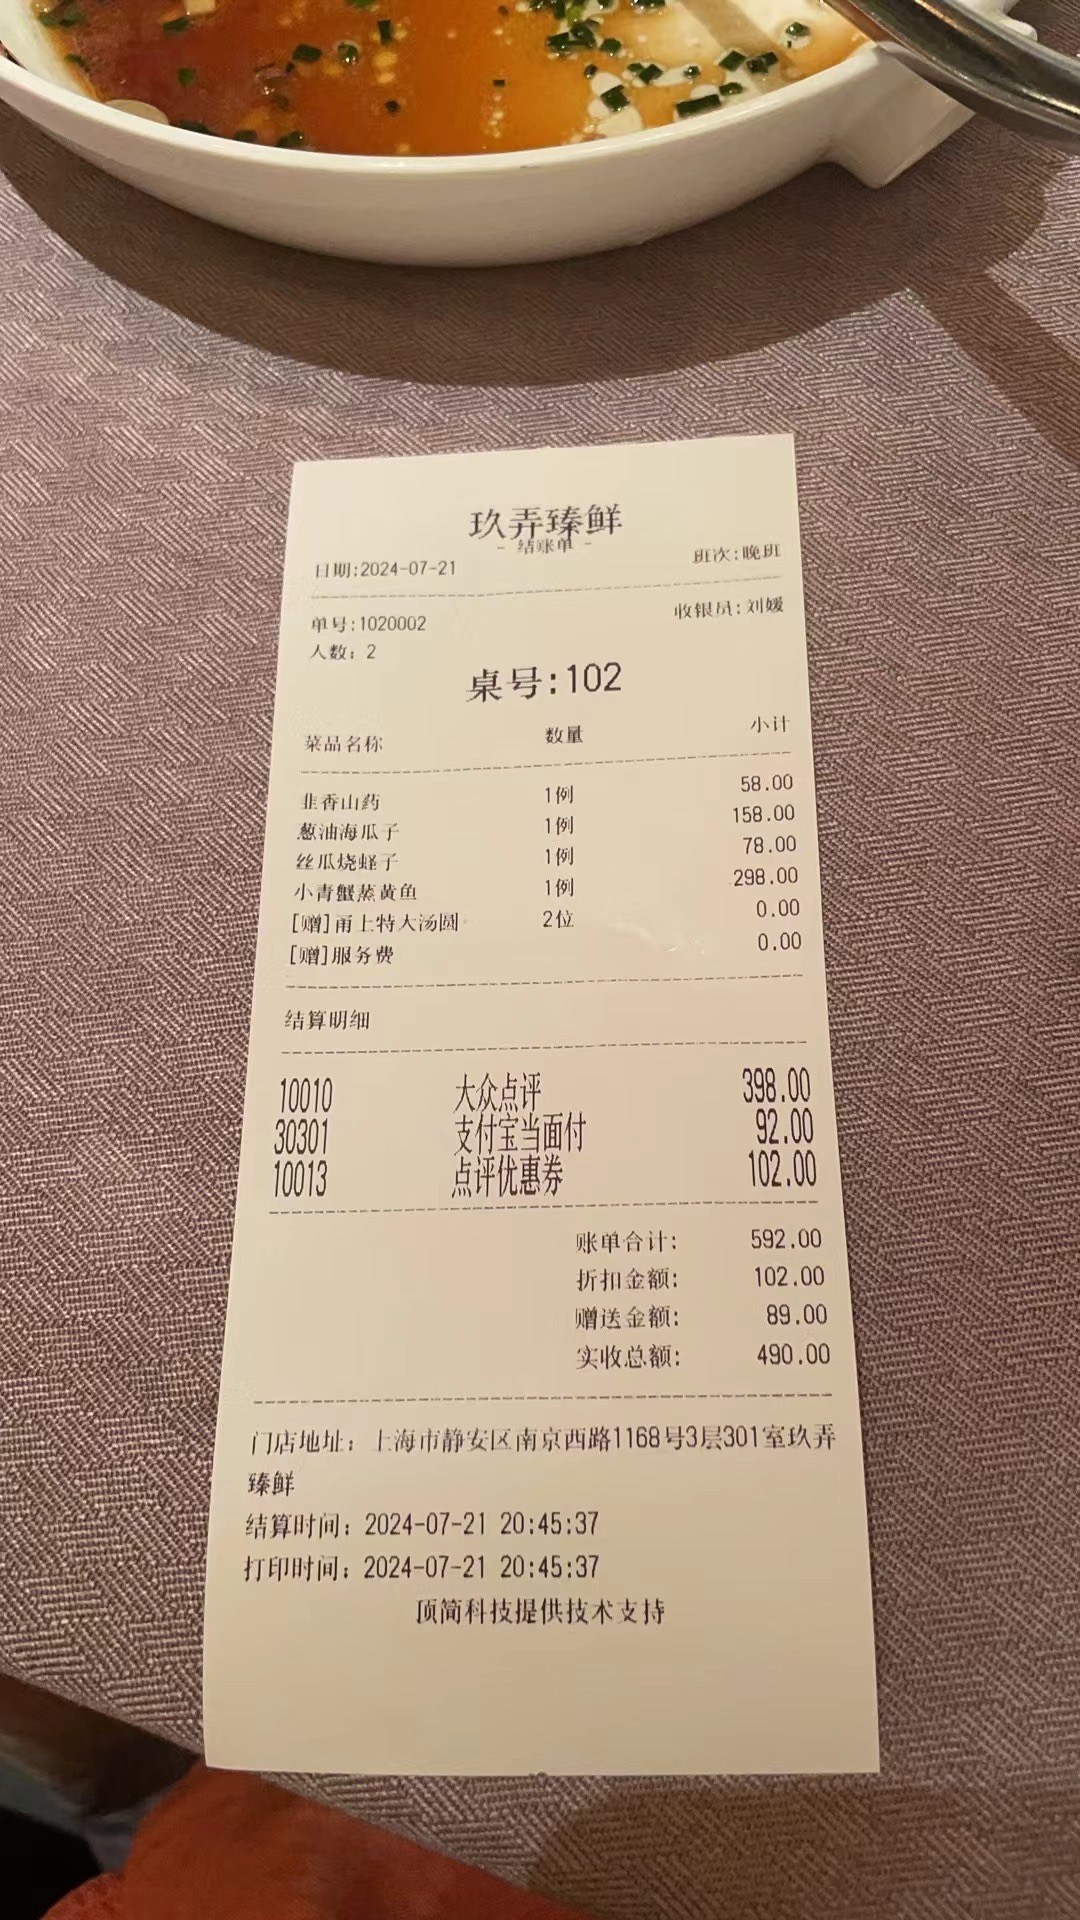 玖弄臻鲜
- 结账单 -
日期:2024-07-21 班次:晚班
单号:1020002 收银员:刘媛
人数: 2
桌号:102
菜品名称 数量 小计
韭香山药 1例 58.00
葱油海瓜子 1例 158.00
丝瓜烧蛏子 1例 78.00
小青蟹蒸黄鱼 1例 298.00
[赠]甬上特大汤圆 2位 0.00
[赠]服务费 0.00
结算明细
10010 大众点评 398.00
30301 支付宝当面付 92.00
10013 点评优惠券 102.00
账单合计: 592.00
折扣金额: 102.00
赠送金额: 89.00
实收总额: 490.00
门店地址: 上海市静安区南京西路1168号3层301室玖弄
臻鲜
结算时间: 2024-07-21 20:45:37
打印时间: 2024-07-21 20:45:37
顶简科技提供技术支持